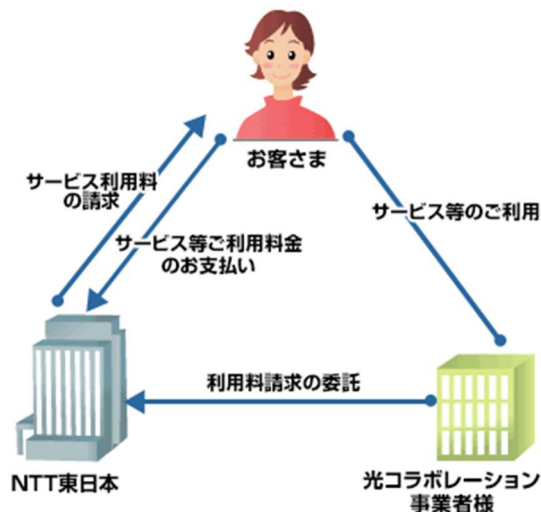 お客さま
サービス利用料
の請求
サービス等のご利用
サービス等ご利用料金
のお支払い
利用料請求の委託
NTT東日本
光コラボレーション
事業者様